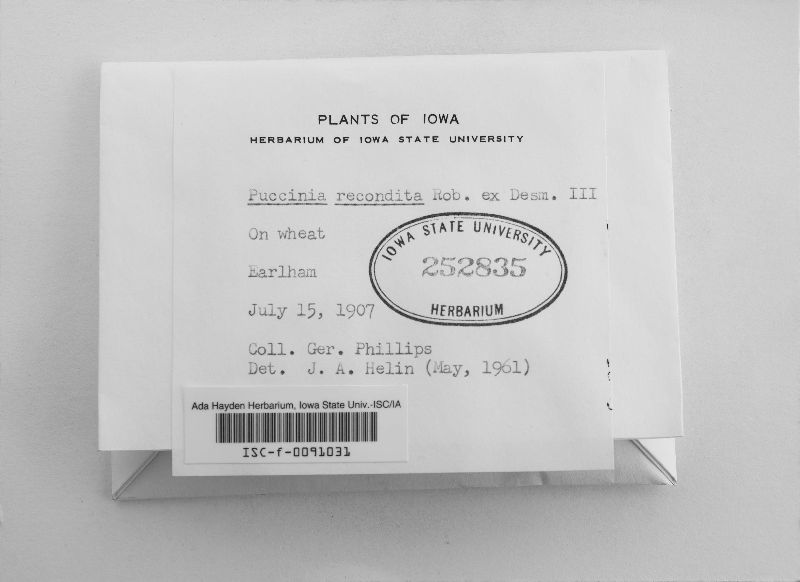 PLANTS OF IOWA
HERBARIUM OF IOWA STATE UNIVERSITY
Puccinia recondita Rob. ex Desm. III
On wheat
Earlham
July 15, 1907
Coll. Ger. Phillips
Det. J. A. Helin (May, 1961)
IOWA STATE UNIVERSITY
252835
HERBARIUM
Ada Hayden Herbarium, Iowa State Univ.-ISC/IA
ISC-f-0091031